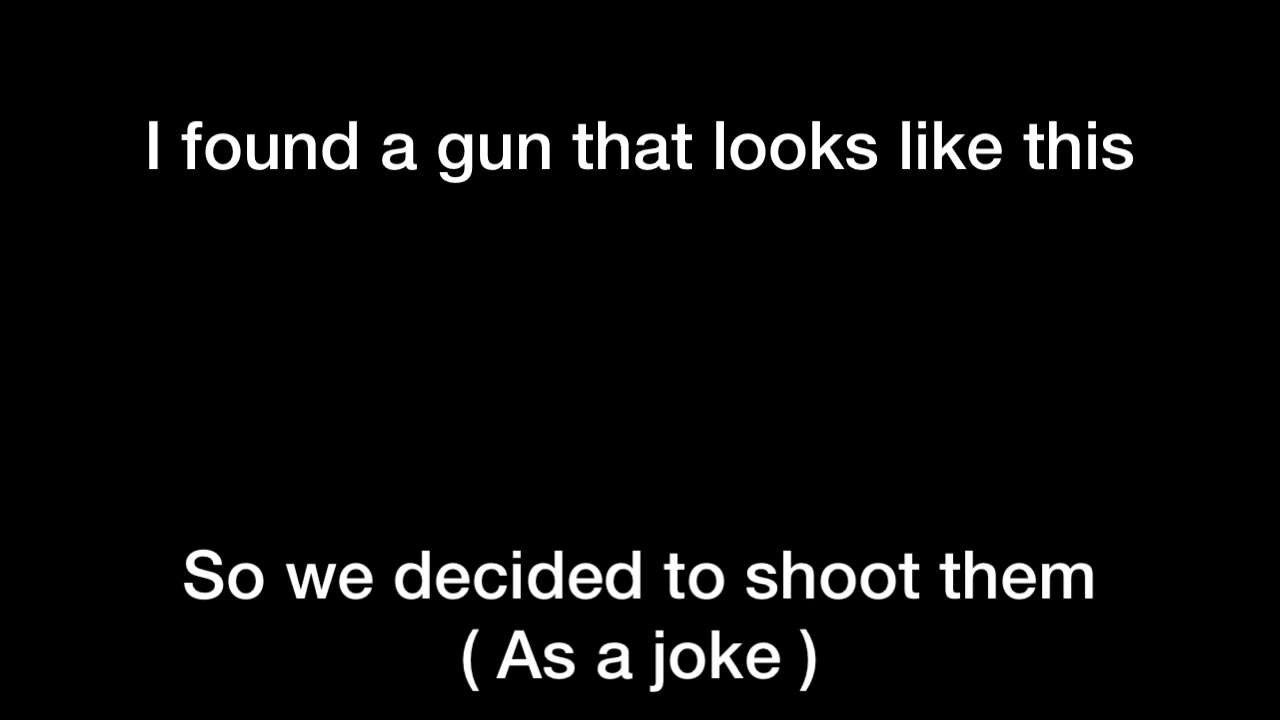 I found a gun that looks like this
So we decided to shoot them
( As a joke )